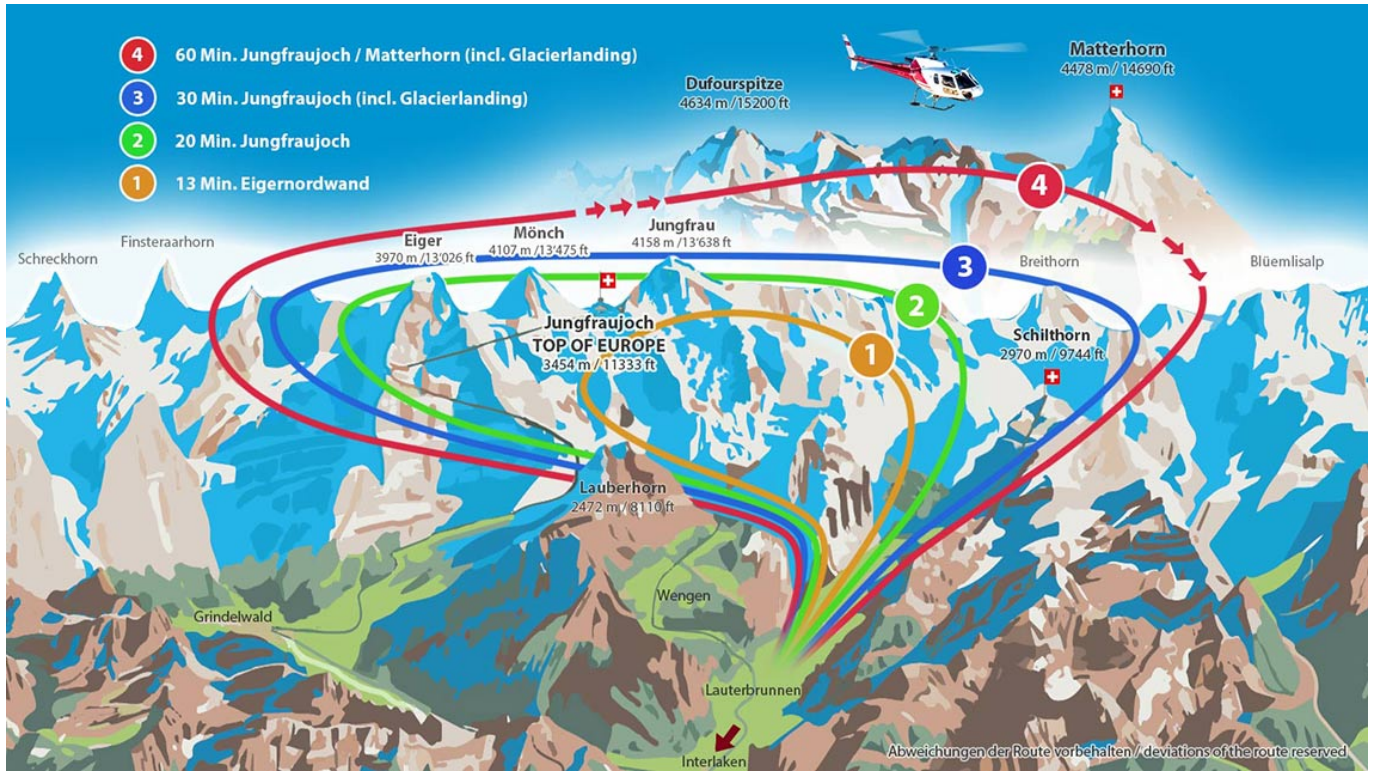 4 60 Min. Jungfraujoch / Matterhorn (incl. Glacierlanding)
3 30 Min. Jungfraujoch (incl. Glacierlanding)
2 20 Min. Jungfraujoch
1 13 Min. Eigernordwand
Matterhorn
4478 m / 14690 ft
Dufourspitze
4634 m /15200 ft
4
Schreckhorn
Finsteraarhorn
Eiger
3970 m /13'026 ft
Mönch
4107 m /13'475 ft
Jungfrau
4158 m /13'638 ft
3
Breithorn
Blüemlisalp
2
Jungfraujoch
TOP OF EUROPE
3454 m / 11333 ft
1
Schilthorn
2970 m / 9744 ft
Lauberhorn
2472 m / 8110 ft
Grindelwald
Wengen
Lauterbrunnen
Interlaken
Abweichungen der Route vorbehalten / deviations of the route reserved